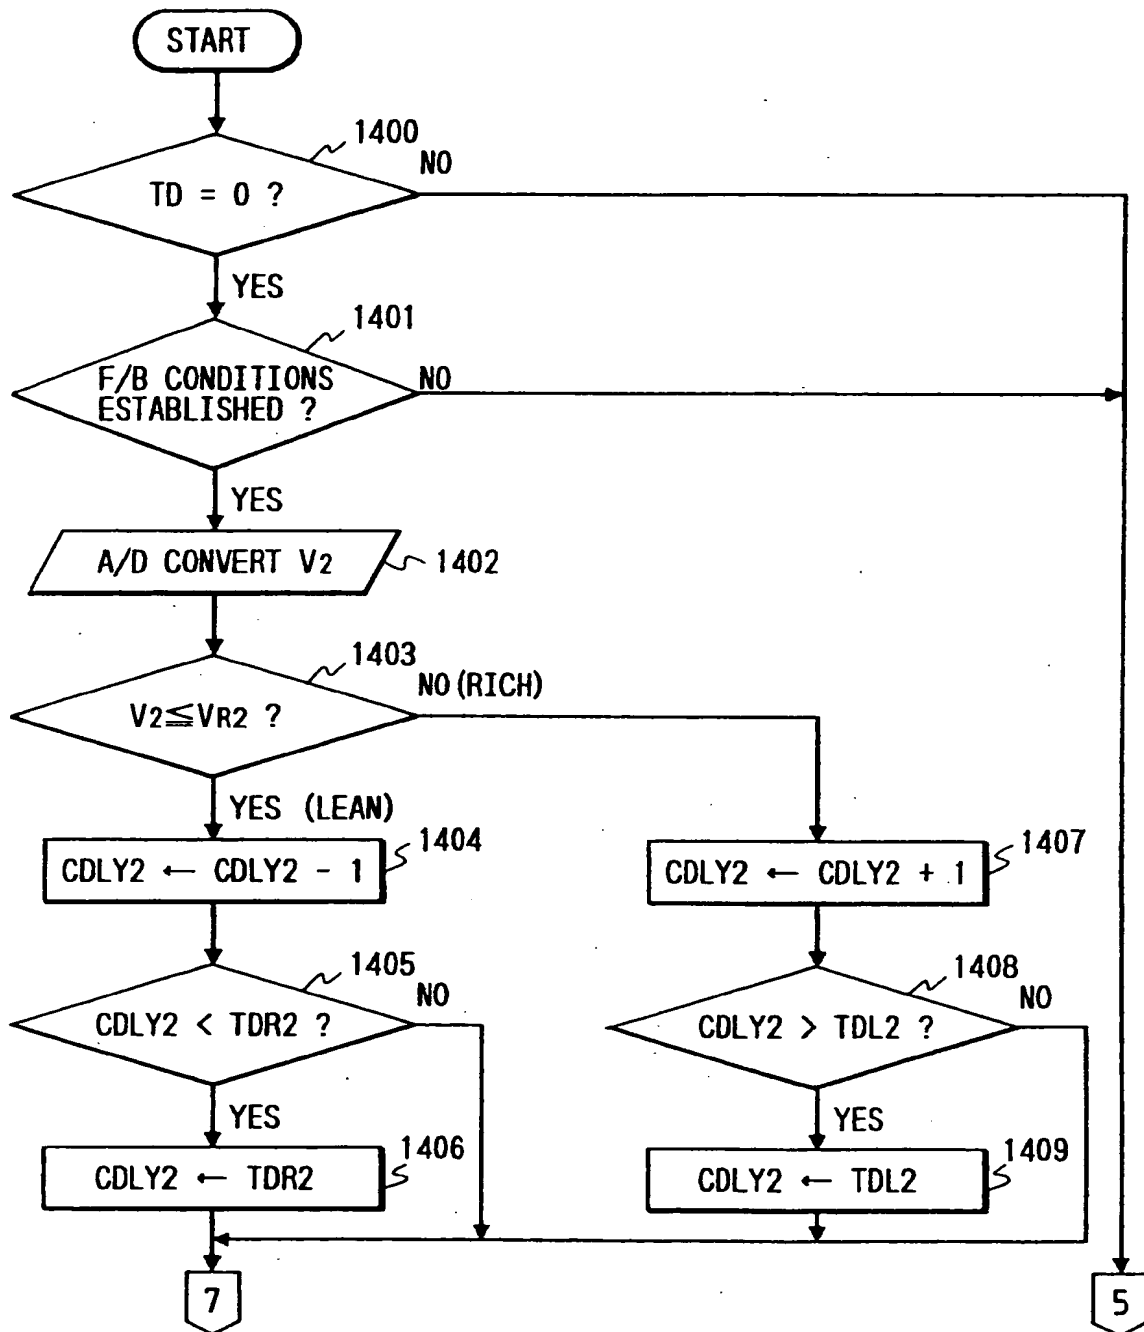 START
1400
NO
TD = 0 ?
YES
1401
F/B CONDITIONS
ESTABLISHED ?
NO
YES
A/D CONVERT V2
1402
1403
NO (RICH)
V2≦VR2 ?
YES (LEAN)
1404
1407
CDLY2 ← CDLY2 - 1
CDLY2 ← CDLY2 + 1
1405
1408
NO
NO
CDLY2 < TDR2 ?
CDLY2 > TDL2 ?
YES
YES
1406
1409
CDLY2 ← TDR2
CDLY2 ← TDL2
7
5